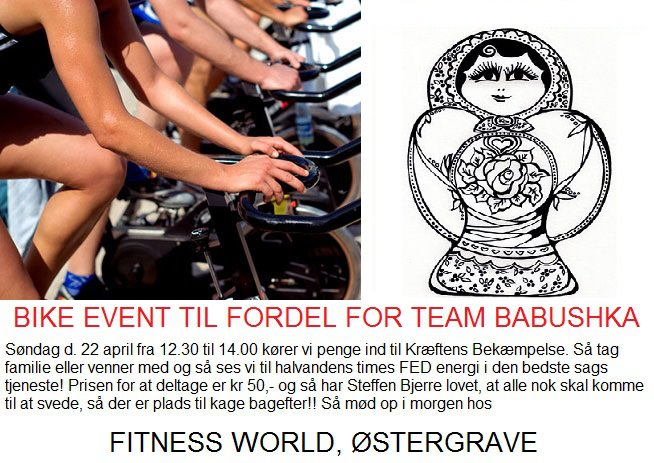 BIKE EVENT TIL FORDEL FOR TEAM BABUSHKA
Søndag d. 22 april fra 12.30 til 14.00 kører vi penge ind til Kræftens Bekæmpelse. Så tag
familie eller venner med og så ses vi til halvandens times FED energi i den bedste sags
tjeneste! Prisen for at deltage er kr 50,- og så har Steffen Bjerre lovet, at alle nok skal komme
til at svede, så der er plads til kage bagefter!! Så mød op i morgen hos
FITNESS WORLD, ØSTERGRAVE